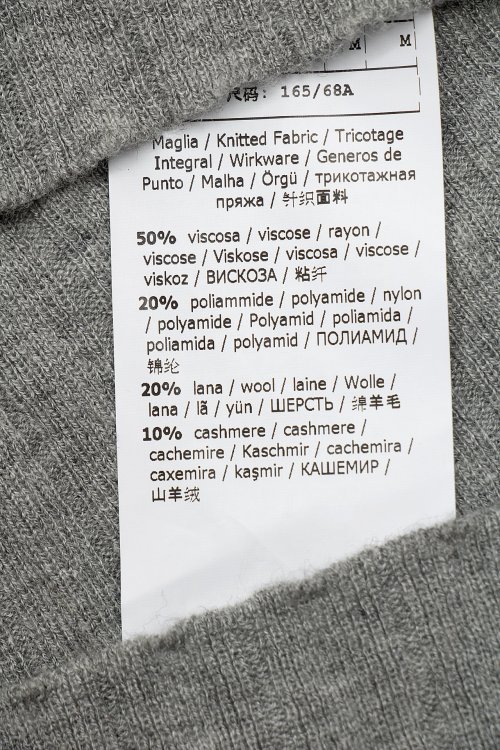 M M
尺码: 165/68A
Maglia / Knitted Fabric / Tricotage
Integral / Wirkware / Generos de
Punto / Malha / Örgü / трикотажная
пряжа / 针织面料
50% viscosa / viscose / rayon /
viscose / Viskose / viscosa / viscose /
viskoz / ВИСКОЗА / 粘纤
20% poliammide / polyamide / nylon
/ polyamide / Polyamid / poliamida /
poliamida / polyamid / ПОЛИАМИД /
锦纶
20% lana / wool / laine / Wolle /
lana / lã / yün / ШЕРСТЬ / 绵羊毛
10% cashmere / cashmere /
cachemire / Kaschmir / cachemira /
caxemira / kaşmir / КАШЕМИР /
山羊绒